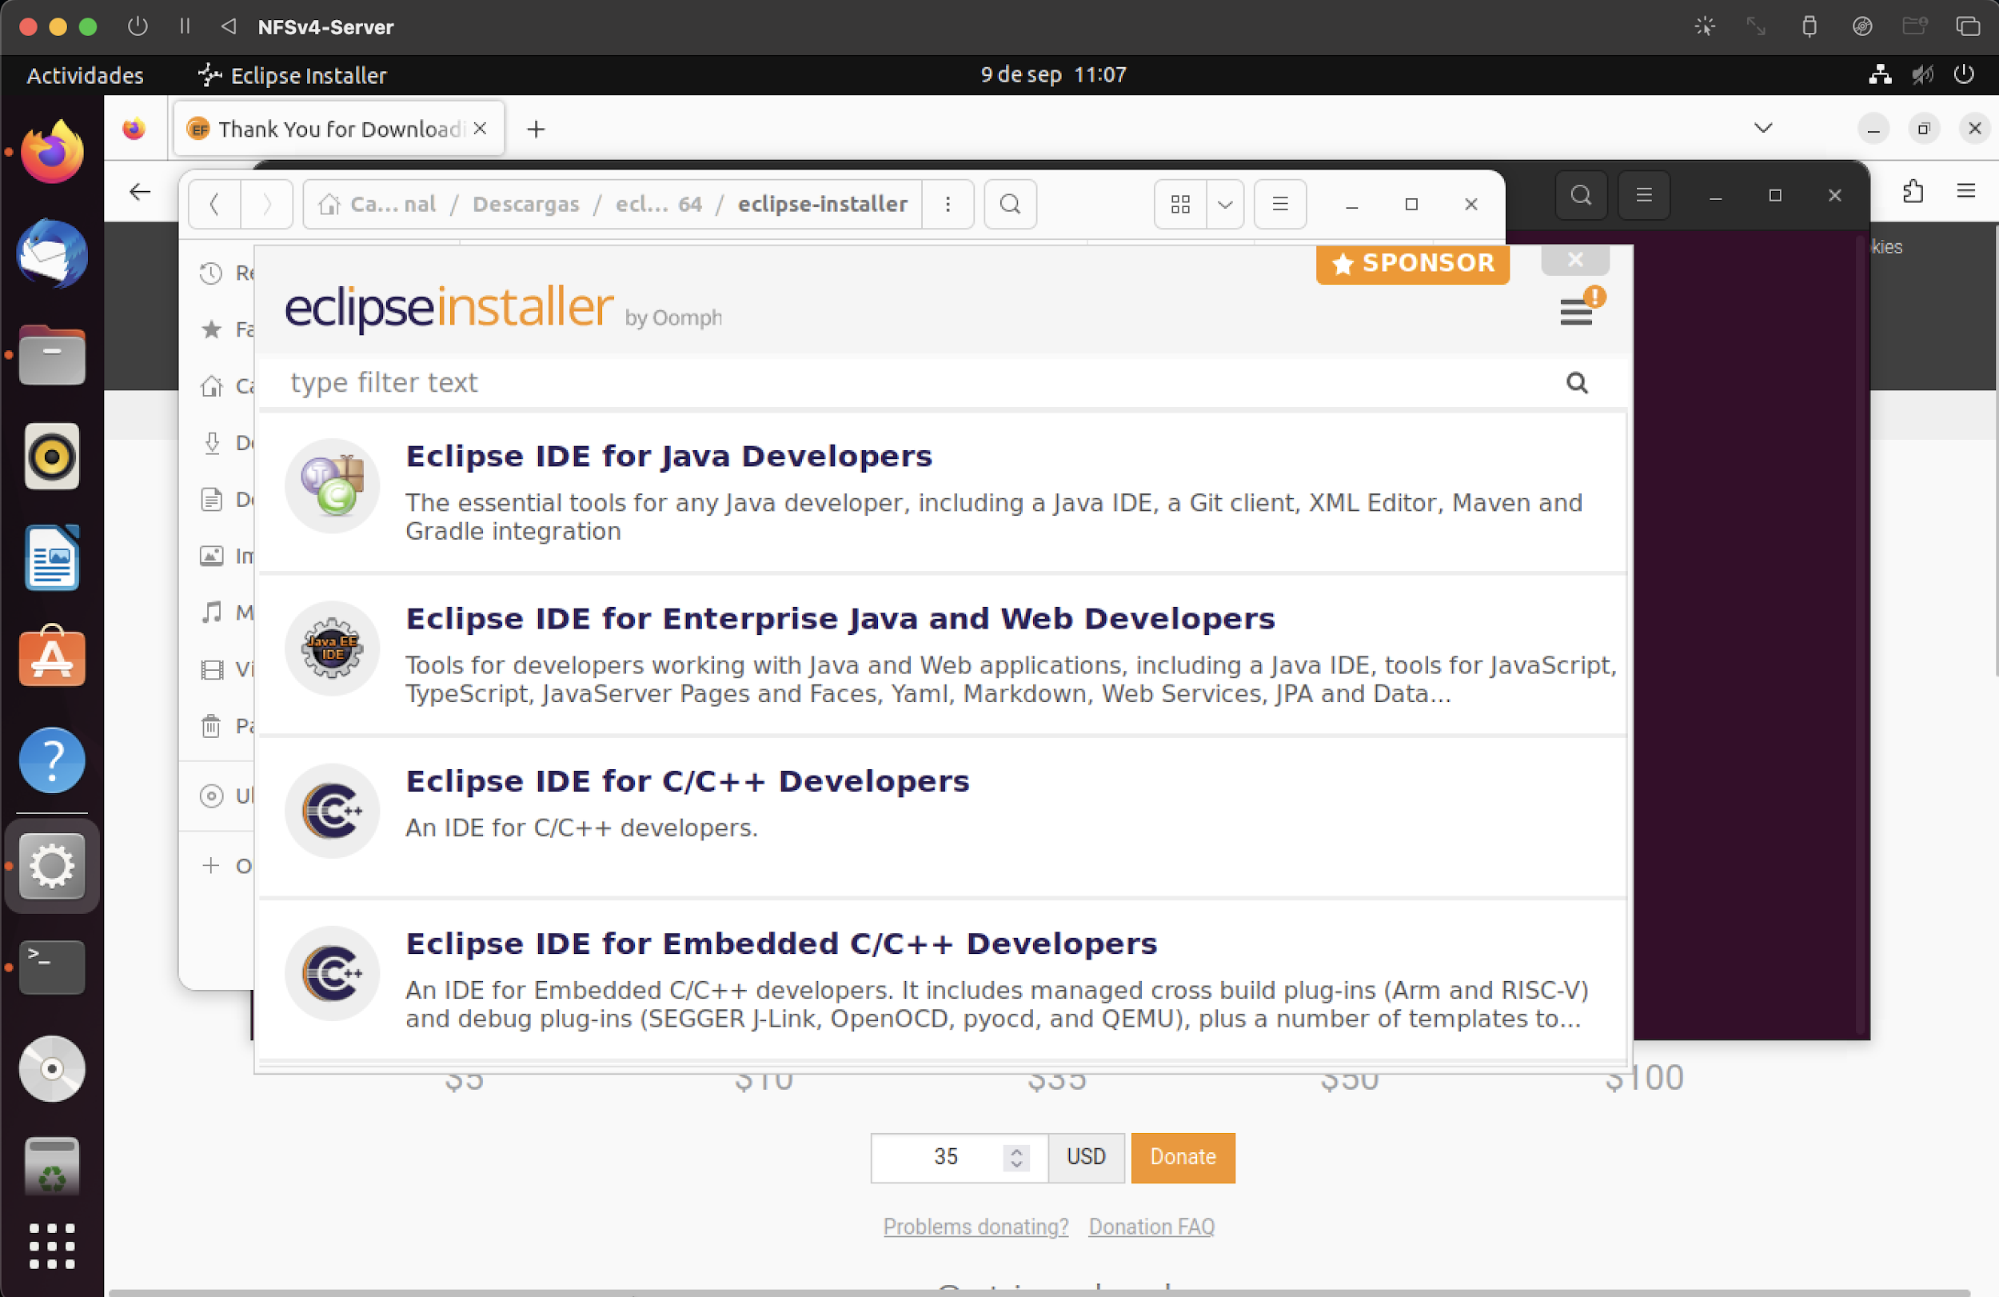 NFSv4-Server
Actividades
Eclipse Installer
9 de sep 11:07
Thank You for Downloadi
Ca... nal / Descargas / ecl... 64 / eclipse-installer
kies
Re
Fa
Ca
De
Do
Im
M
Vi
Pa
O
SPONSOR
eclipseinstaller by Oomph
type filter text
Eclipse IDE for Java Developers
The essential tools for any Java developer, including a Java IDE, a Git client, XML Editor, Maven and
Gradle integration
Java EE
IDE
Eclipse IDE for Enterprise Java and Web Developers
Tools for developers working with Java and Web applications, including a Java IDE, tools for JavaScript,
TypeScript, JavaServer Pages and Faces, Yaml, Markdown, Web Services, JPA and Data...
Eclipse IDE for C/C++ Developers
An IDE for C/C++ developers.
Eclipse IDE for Embedded C/C++ Developers
An IDE for Embedded C/C++ developers. It includes managed cross build plug-ins (Arm and RISC-V)
and debug plug-ins (SEGGER J-Link, OpenOCD, pyocd, and QEMU), plus a number of templates to...
$5 $10 $35 $50 $100
35 USD Donate
Problems donating? Donation FAQ